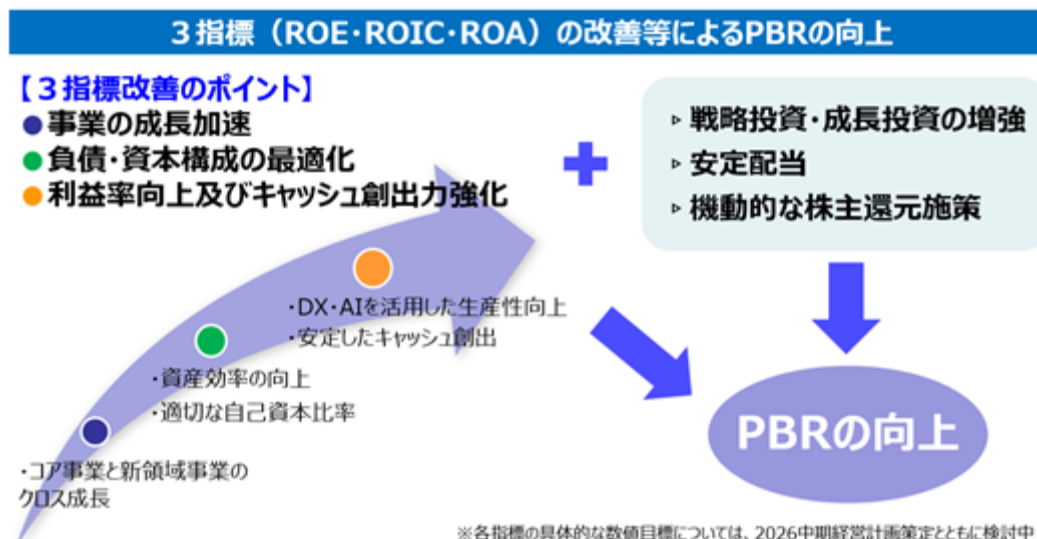 3指標（ROE・ROIC・ROA）の改善等によるPBRの向上
【3指標改善のポイント】
●事業の成長加速
●負債・資本構成の最適化
●利益率向上及びキャッシュ創出力強化
・DX・AIを活用した生産性向上
・安定したキャッシュ創出
・資産効率の向上
・適切な自己資本比率
・コア事業と新領域事業の
クロス成長
▹ 戦略投資・成長投資の増強
▹ 安定配当
▹ 機動的な株主還元施策
PBRの向上
※各指標の具体的な数値目標については、2026中期経営計画策定とともに検討中